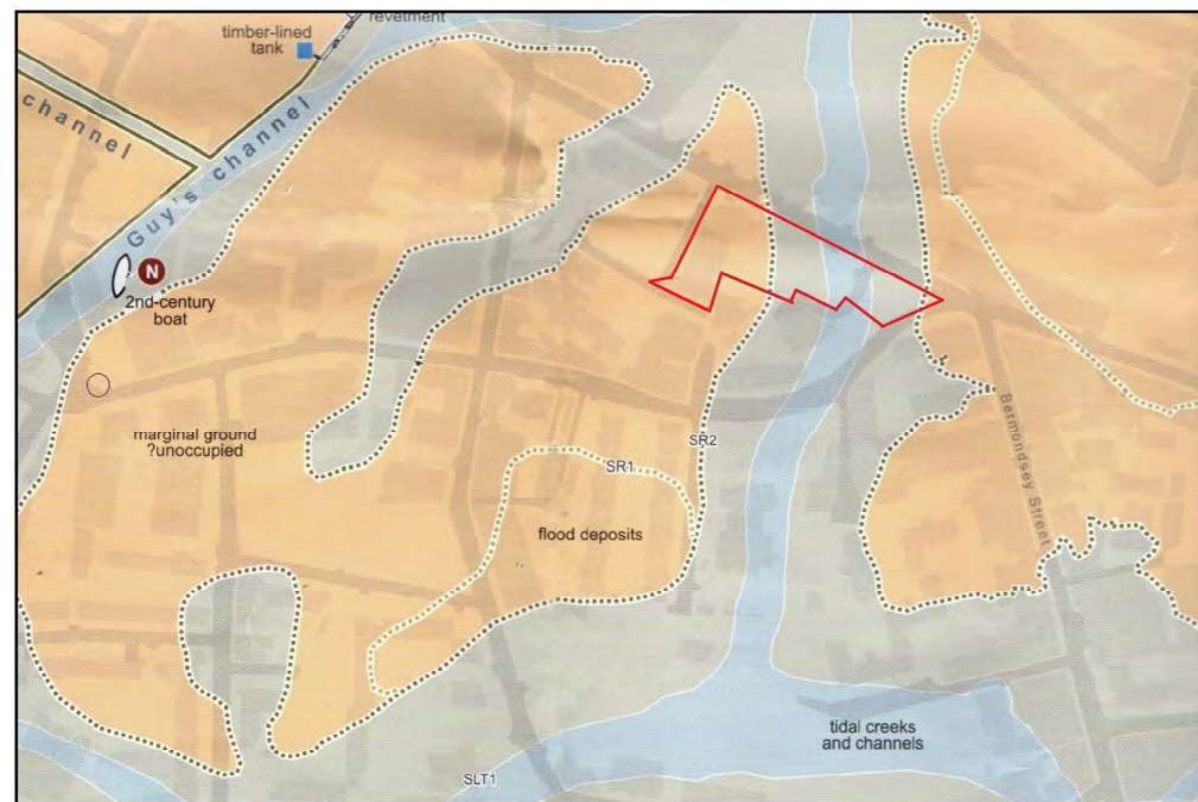 revetment
timber-lined
tank
channel
Guy's channel
N
2nd-century
boat
marginal ground
?unoccupied
SR2
SR1
flood deposits
Bermondsey Street
tidal creeks
and channels
SLT1